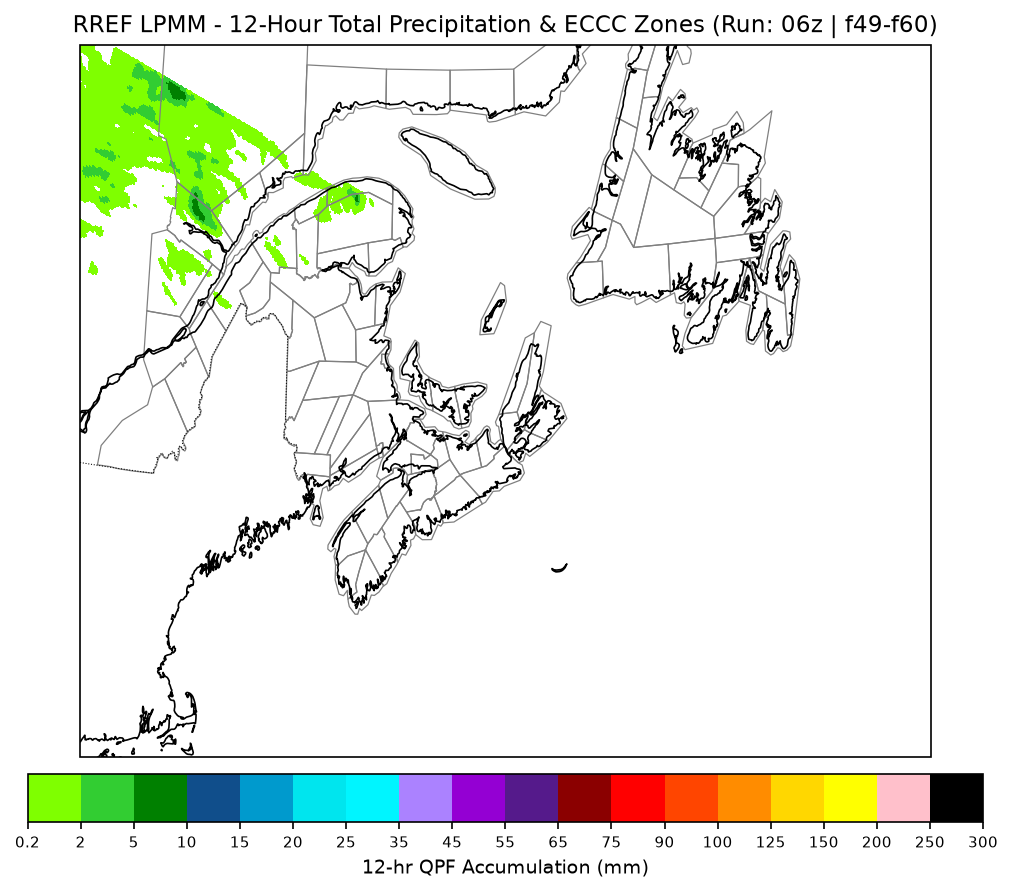 RREF LPMM - 12-Hour Total Precipitation & ECCC Zones (Run: 06z | f49-f60)
0.2 2 5 10 15 20 25 35 45 55 65 75 90 100 125 150 200 250 300
12-hr QPF Accumulation (mm)